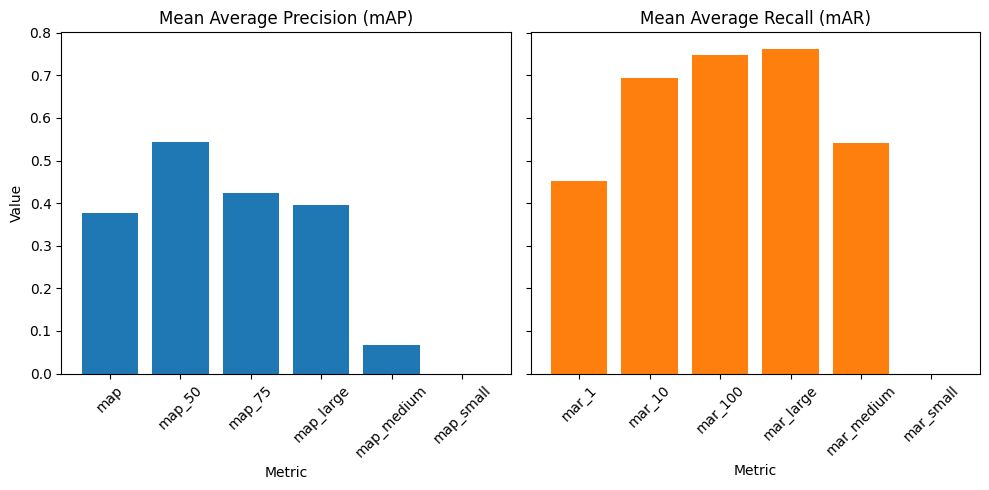 Mean Average Precision (mAP)
Mean Average Recall (mAR)
Value
0.8
0.7
0.6
0.5
0.4
0.3
0.2
0.1
0.0
map
map_50
map_75
map_large
map_medium
map_small
Metric
mar_1
mar_10
mar_100
mar_large
mar_medium
mar_small
Metric